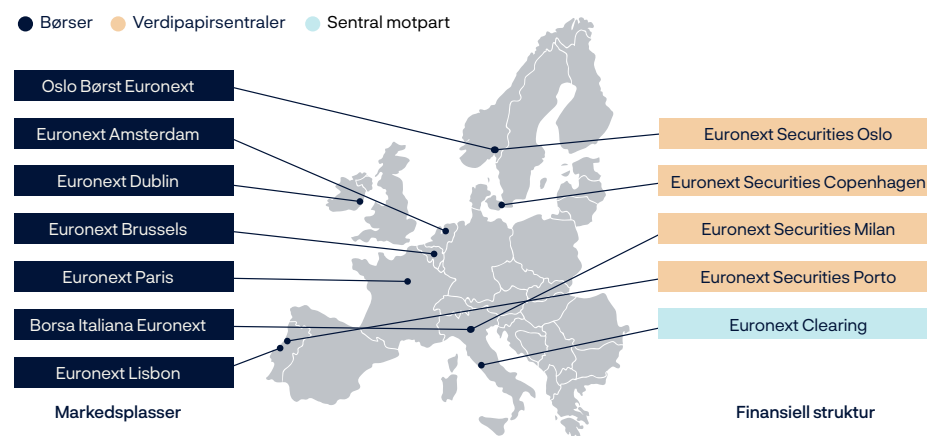 Børser
Verdipapirsentraler
Sentral motpart
Oslo Børst Euronext
Euronext Amsterdam
Euronext Dublin
Euronext Brussels
Euronext Paris
Borsa Italiana Euronext
Euronext Lisbon
Markedsplasser
Euronext Securities Oslo
Euronext Securities Copenhagen
Euronext Securities Milan
Euronext Securities Porto
Euronext Clearing
Finansiell struktur